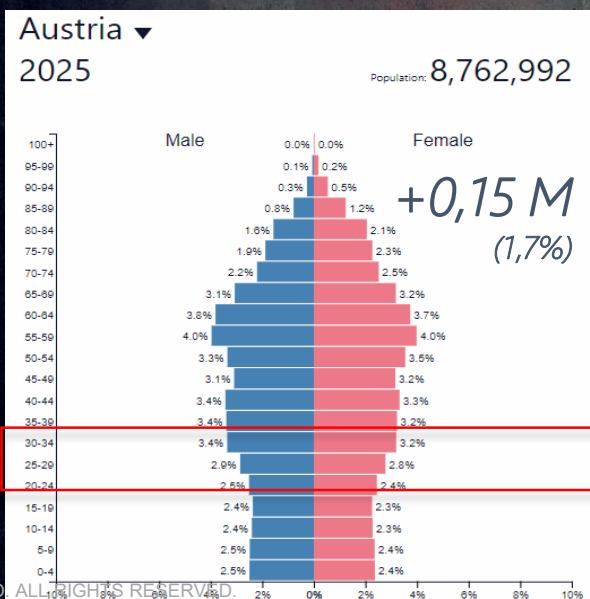 Austria
2025
Population: 8,762,992
Male Female
100+ 0.0% 0.0%
95-99 0.1% 0.2%
90-94 0.3% 0.5%
+0,15 M
85-89 0.8% 1.2%
80-84 1.6% 2.1%
(1,7%)
75-79 1.9% 2.3%
70-74 2.2% 2.5%
65-69 3.1% 3.2%
60-64 3.8% 3.7%
55-59 4.0% 4.0%
50-54 3.3% 3.5%
45-49 3.1% 3.2%
40-44 3.4% 3.3%
35-39 3.4% 3.2%
30-34 3.4% 3.2%
25-29 2.9% 2.8%
20-24 2.5% 2.4%
15-19 2.4% 2.3%
10-14 2.4% 2.3%
5-9 2.5% 2.4%
0-4 2.5% 2.4%
10% 8% 6% 4% 2% 0% 2% 4% 6% 8% 10%
ALL RIGHTS RESERVED.